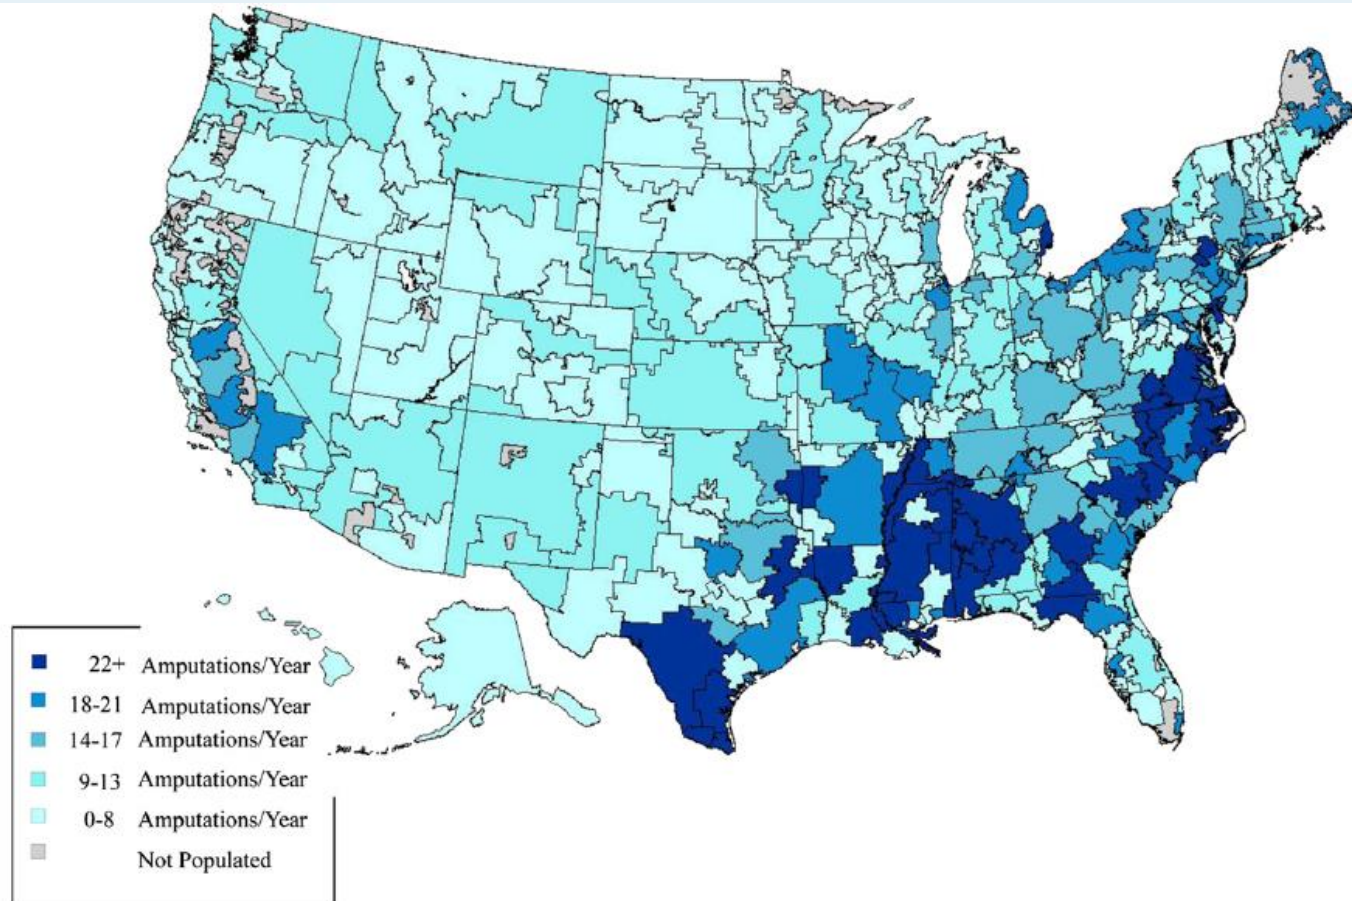 22+ Amputations/Year
18-21 Amputations/Year
14-17 Amputations/Year
9-13 Amputations/Year
0-8 Amputations/Year
Not Populated